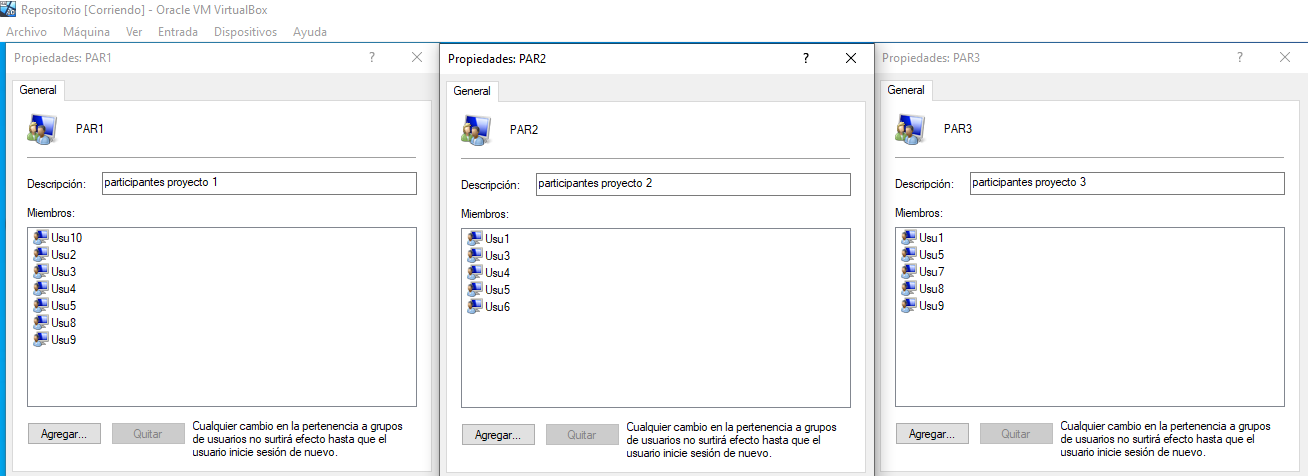 Repositorio [Corriendo] - Oracle VM VirtualBox
Archivo Máquina Ver Entrada Dispositivos Ayuda
Propiedades: PAR1 ? ×
General
PAR1
Descripción: participantes proyecto 1
Miembros:
Usu10
Usu2
Usu3
Usu4
Usu5
Usu8
Usu9
Agregar... Quitar
Cualquier cambio en la pertenencia a grupos
de usuarios no surtirá efecto hasta que el
usuario inicie sesión de nuevo.
Propiedades: PAR2 ? ×
General
PAR2
Descripción: participantes proyecto 2
Miembros:
Usu1
Usu3
Usu4
Usu5
Usu6
Agregar... Quitar
Cualquier cambio en la pertenencia a grupos
de usuarios no surtirá efecto hasta que el
usuario inicie sesión de nuevo.
Propiedades: PAR3 ? ×
General
PAR3
Descripción: participantes proyecto 3
Miembros:
Usu1
Usu5
Usu7
Usu8
Usu9
Agregar... Quitar
Cualquier cambio en la pertenencia a grupos
de usuarios no surtirá efecto hasta que el
usuario inicie sesión de nuevo.